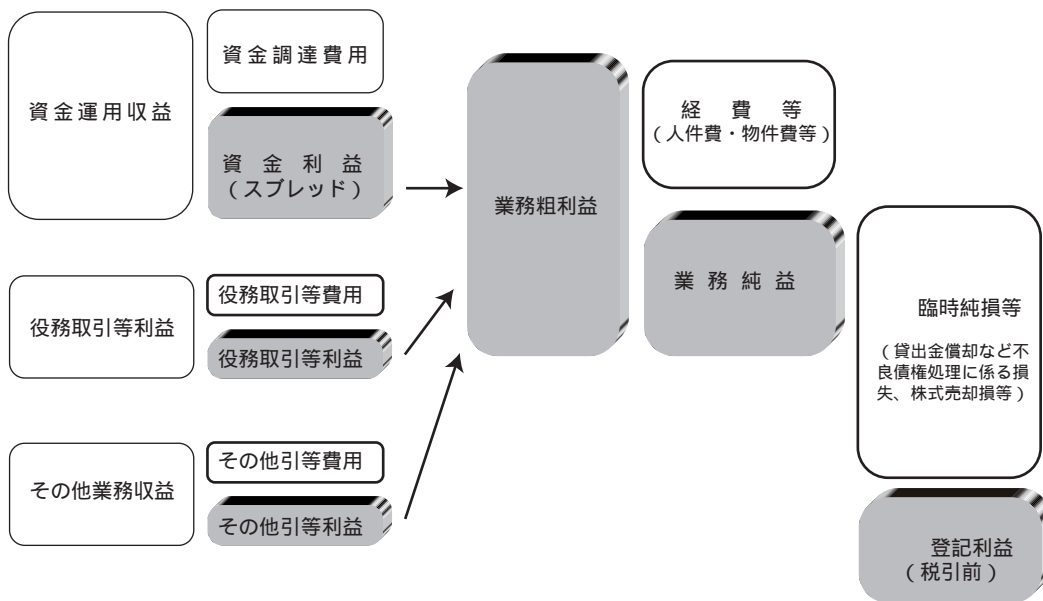 資金運用収益
資金調達費用
資金利益
(スプレッド)
役務取引等利益
役務取引等費用
役務取引等利益
その他業務収益
その他引等費用
その他引等利益
業務粗利益
経費等
(人件費・物件費等)
業務純益
臨時純損等
(貸出金償却など不
良債権処理に係る損
失、株式売却損等)
登記利益
(税引前)